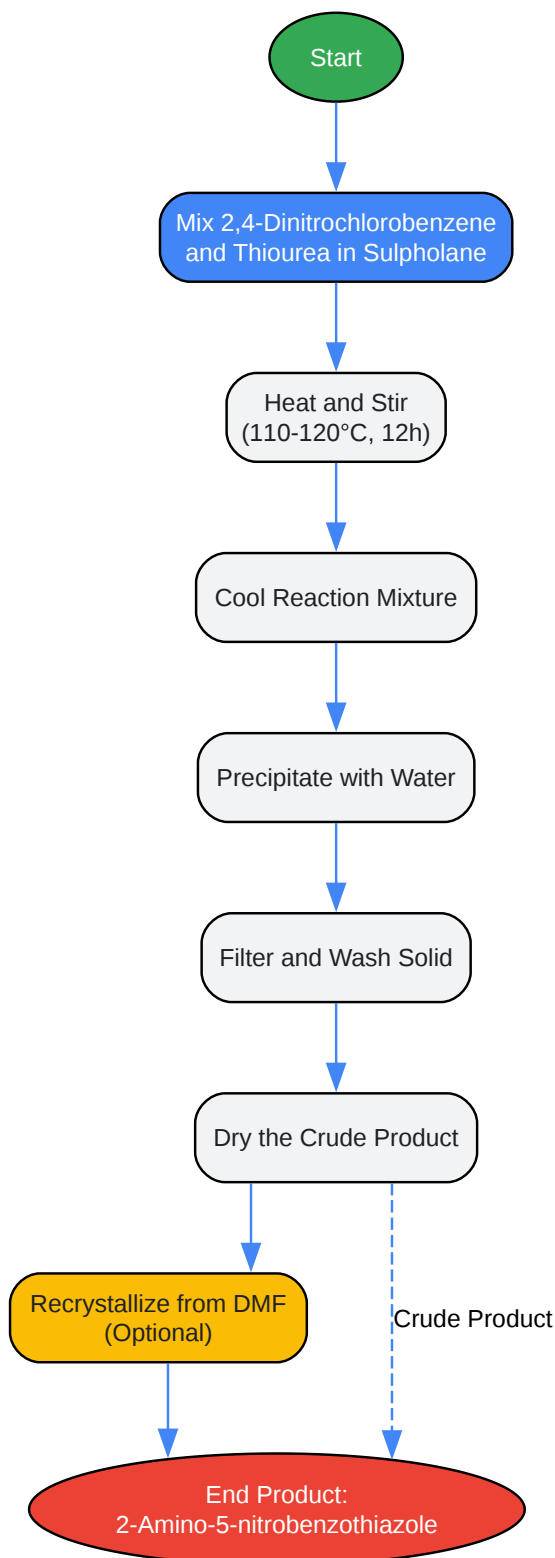 Start
Mix 2,4-Dinitrochlorobenzene
and Thiourea in Sulpholane
Heat and Stir
(110-120°C, 12h)
Cool Reaction Mixture
Precipitate with Water
Filter and Wash Solid
Dry the Crude Product
Recrystallize from DMF
(Optional)
Crude Product
End Product:
2-Amino-5-nitrobenzothiazole